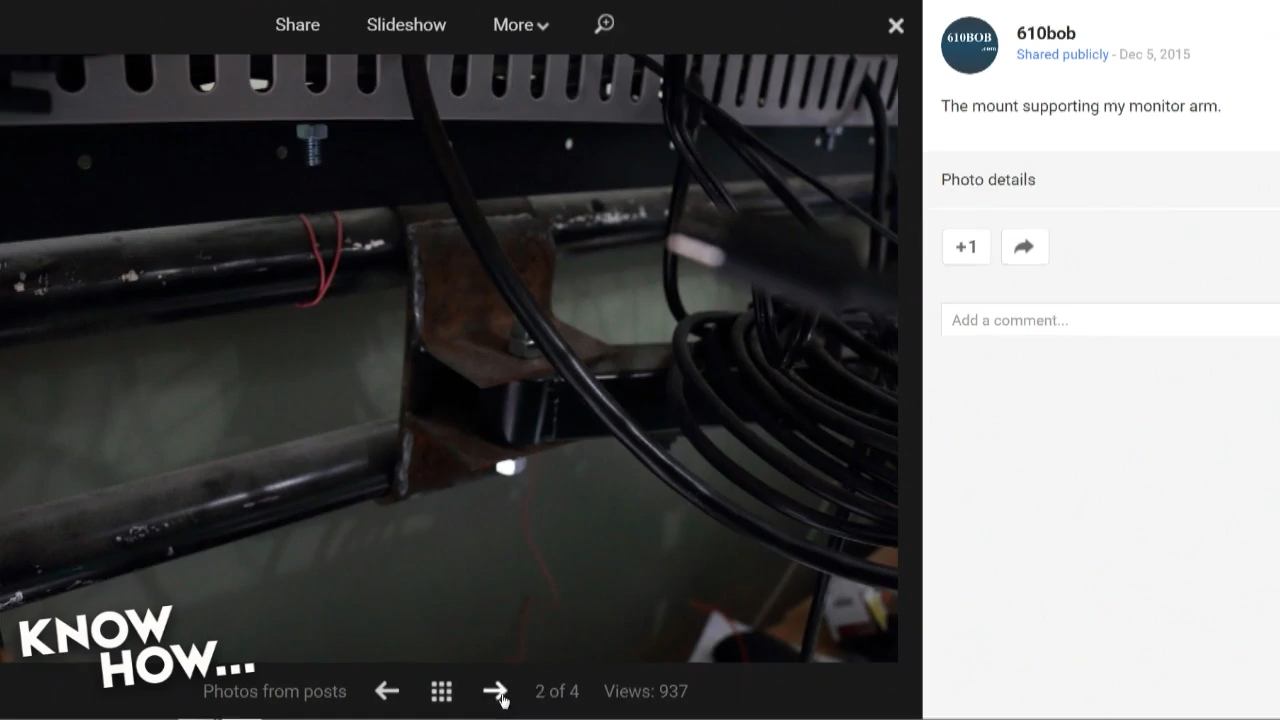 Share Slideshow More
610BOB
.com
610bob
Shared publicly - Dec 5, 2015
The mount supporting my monitor arm.
Photo details
+1
Add a comment...
KNOW
HOW...
Photos from posts 2 of 4 Views: 937